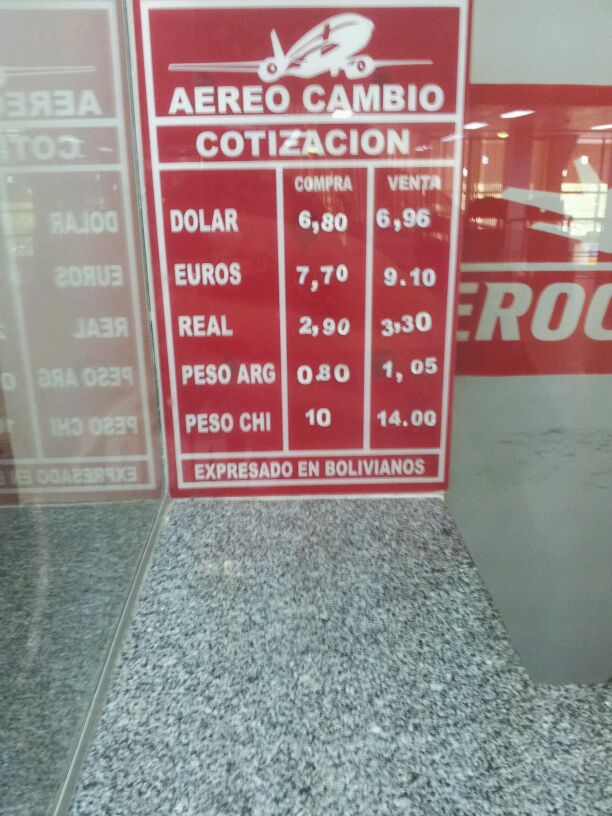 AEREO CAMBIO
COTIZACION
COMPRA VENTA
DOLAR 6,80 6,96
EUROS 7,70 9.10
REAL 2,90 3,30
PESO ARG 0.80 1,05
PESO CHI 10 14.00
EXPRESADO EN BOLIVIANOS
EROC